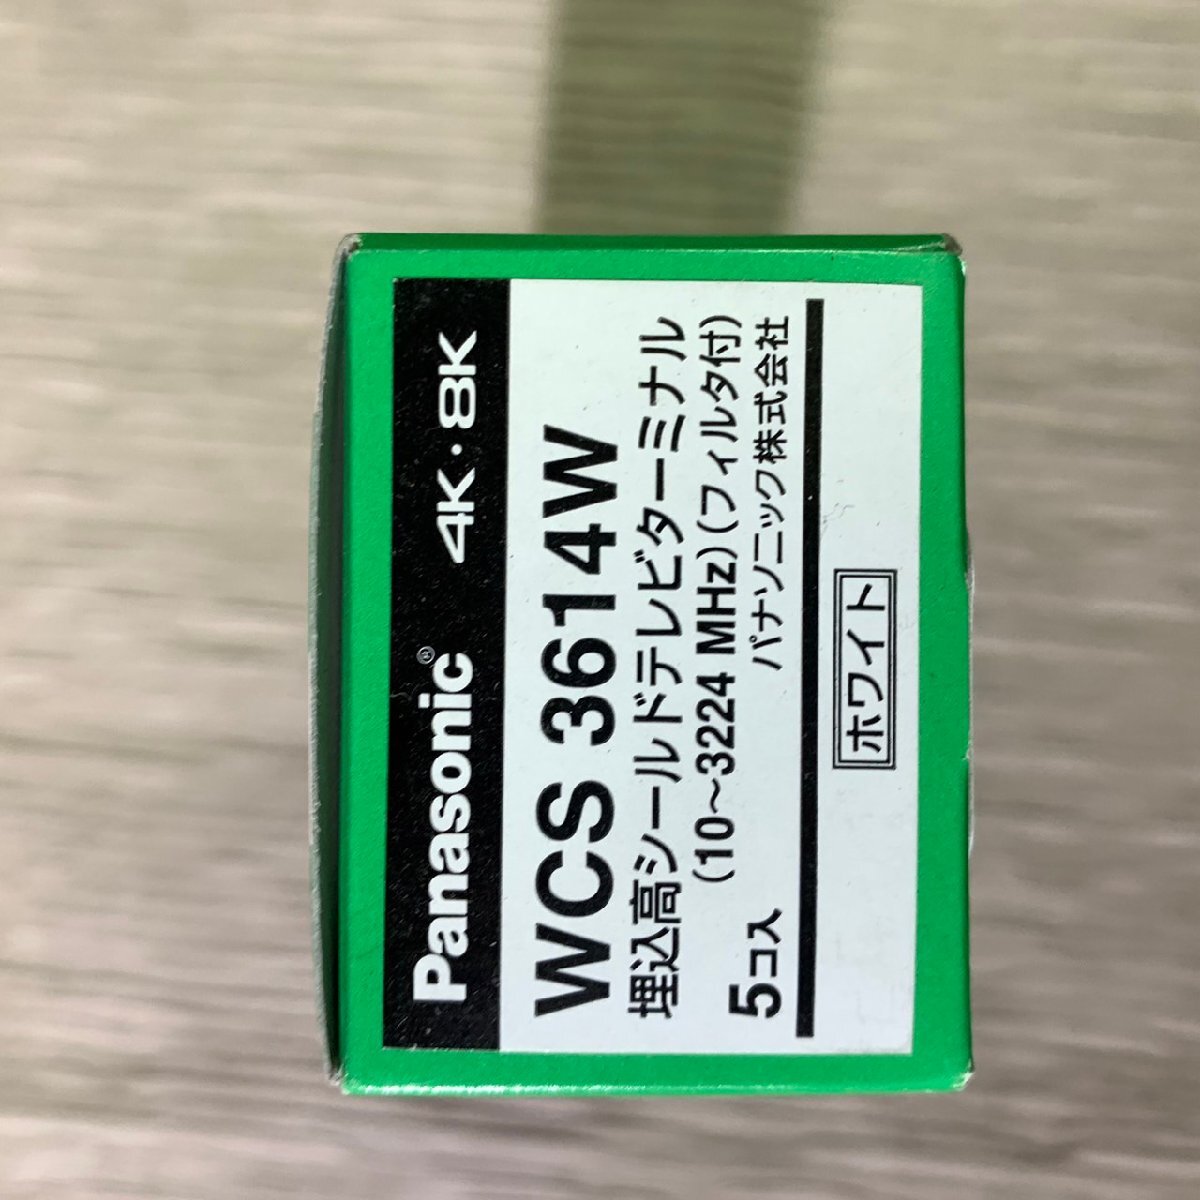 Panasonic® 4K・8K
WCS 3614W
埋込高シールドテレビターミナル
(10〜3224 MHz)(フィルタ付)
5コ入 パナソニック株式会社
ホワイト